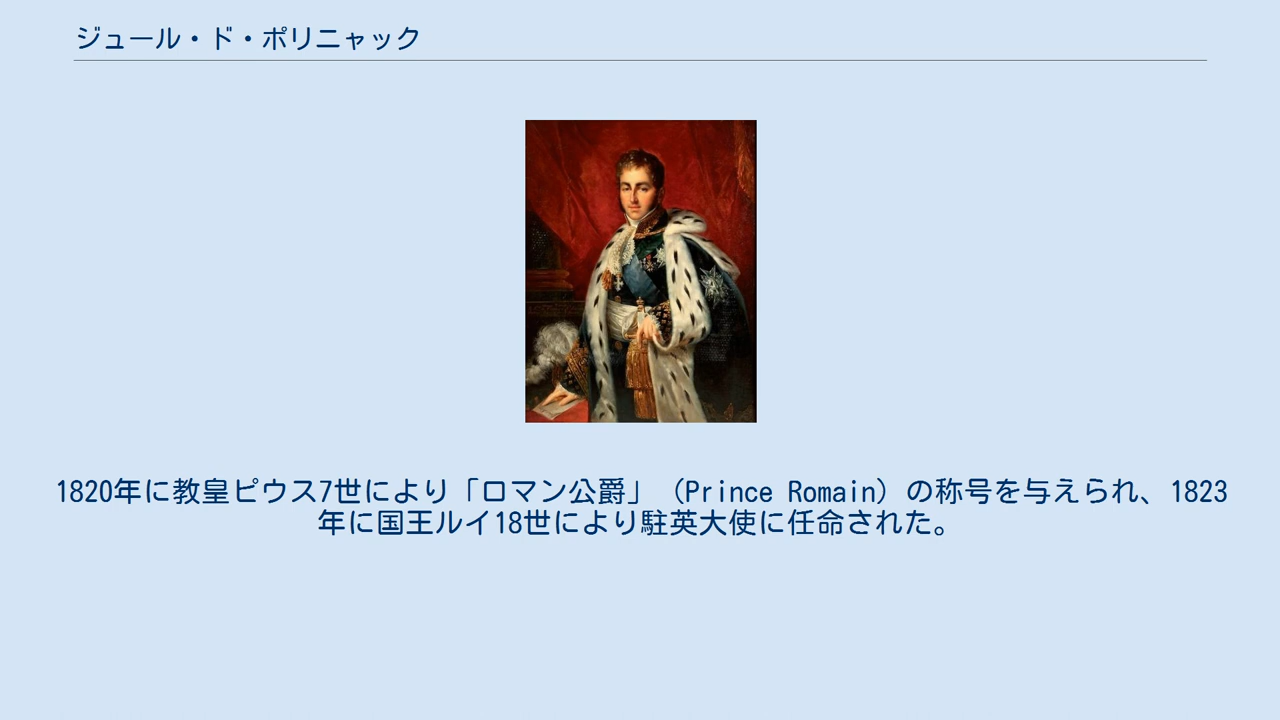 ジュール・ド・ポリニャック
1820年に教皇ピウス7世により「ロマン公爵」（Prince Romain）の称号を与えられ、1823
年に国王ルイ18世により駐英大使に任命された。